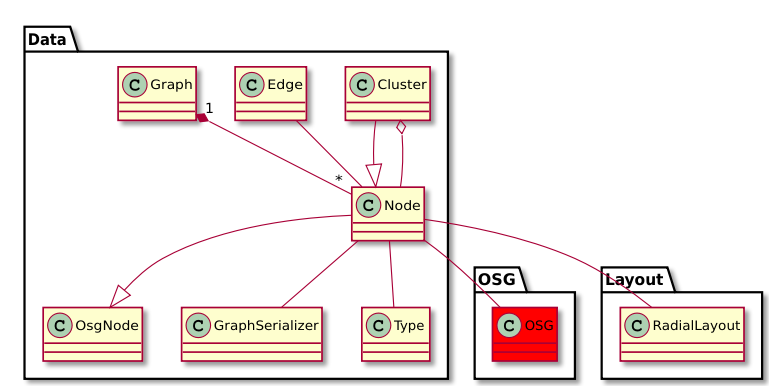 Data
C Graph
C Edge
C Cluster
1
*
C Node
OSG
Layout
C OsgNode
C GraphSerializer
C Type
C OSG
C RadialLayout